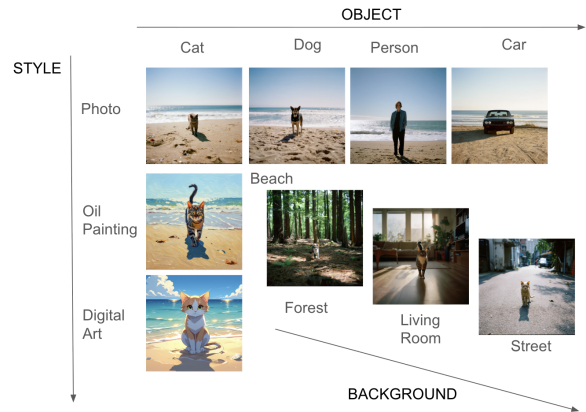 OBJECT
Cat
Dog
Person
Car
STYLE
Photo
Beach
Oil
Painting
Forest
Digital
Art
Living
Room
Street
BACKGROUND